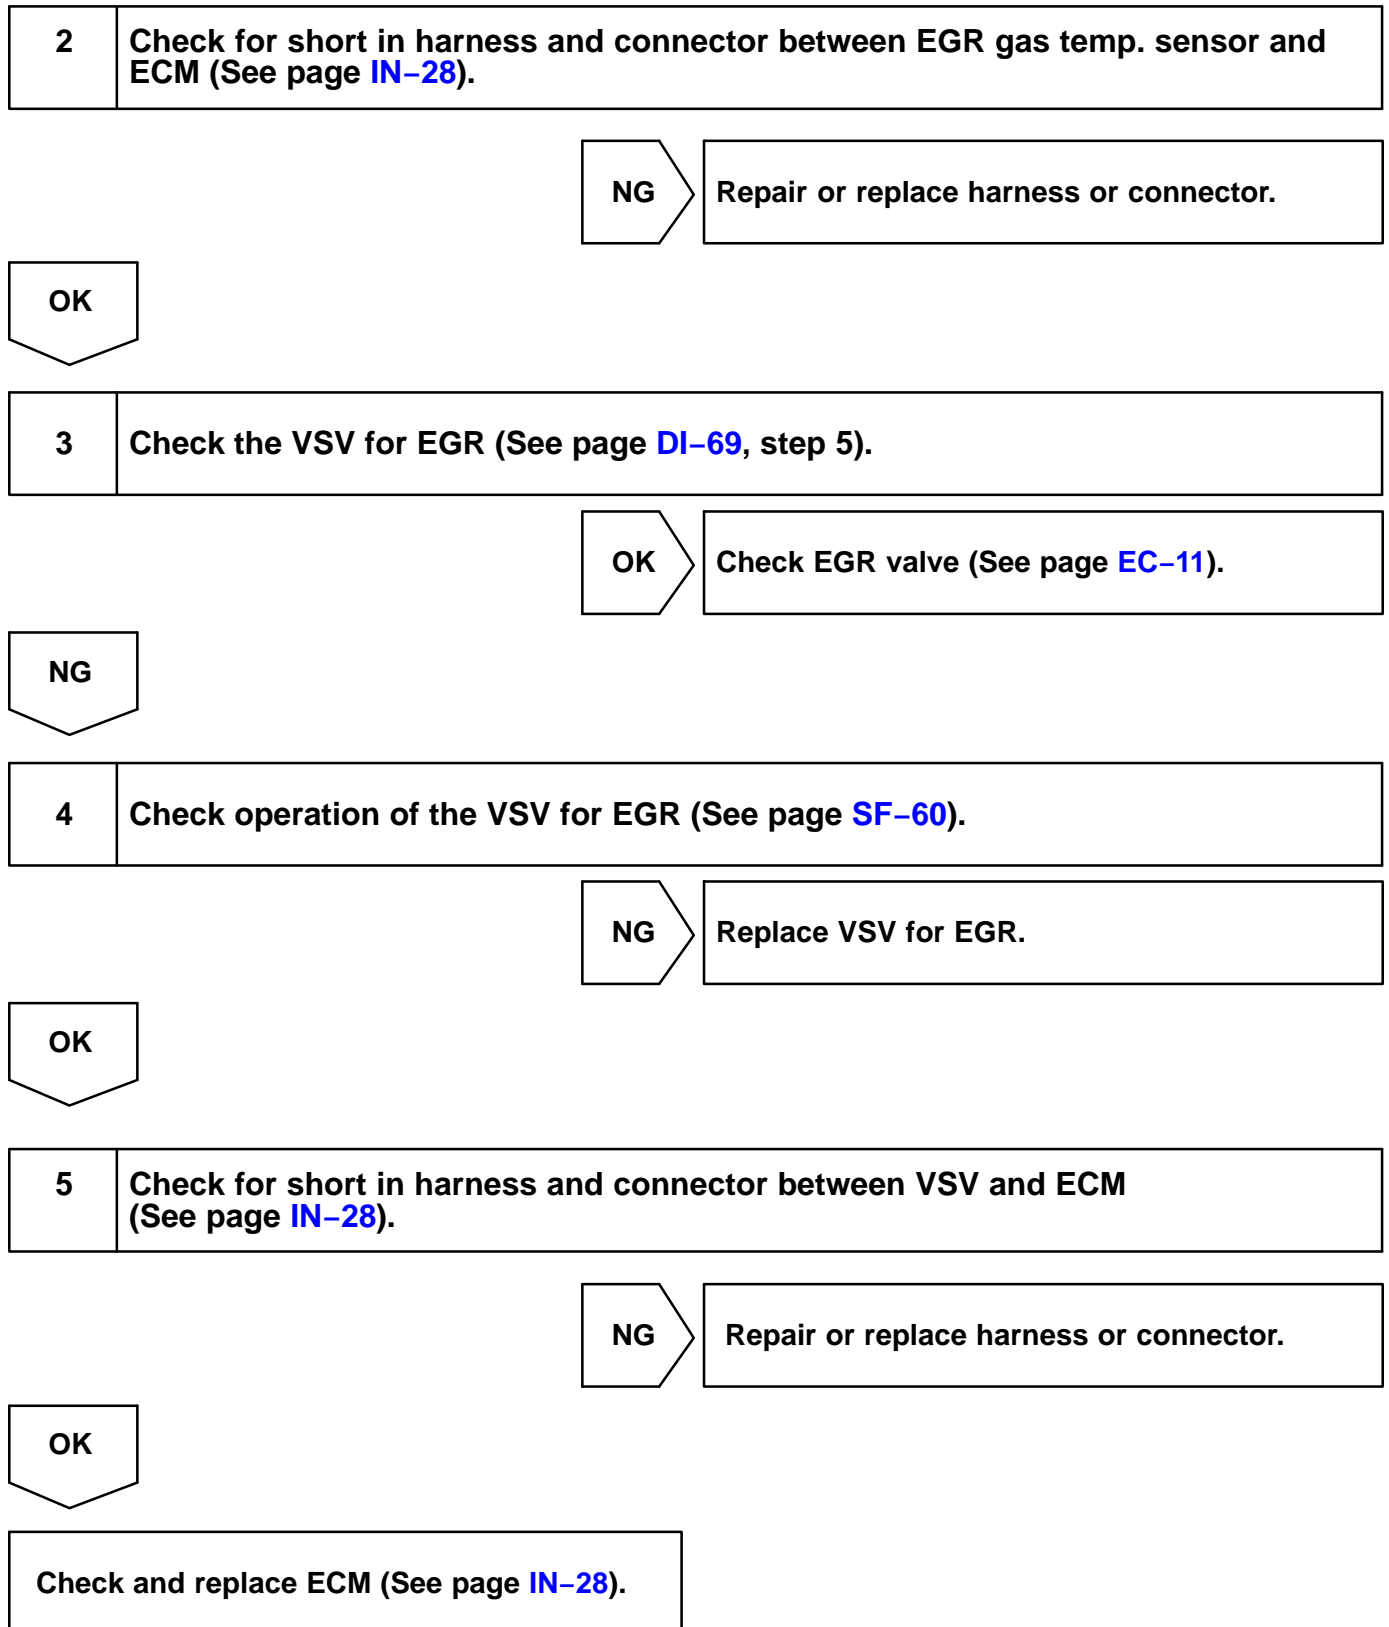 2
Check for short in harness and connector between EGR gas temp. sensor and
ECM (See page IN−28).
NG
Repair or replace harness or connector.
OK
3
Check the VSV for EGR (See page DI−69, step 5).
OK
Check EGR valve (See page EC−11).
NG
4
Check operation of the VSV for EGR (See page SF−60).
NG
Replace VSV for EGR.
OK
5
Check for short in harness and connector between VSV and ECM
(See page IN−28).
NG
Repair or replace harness or connector.
OK
Check and replace ECM (See page IN−28).